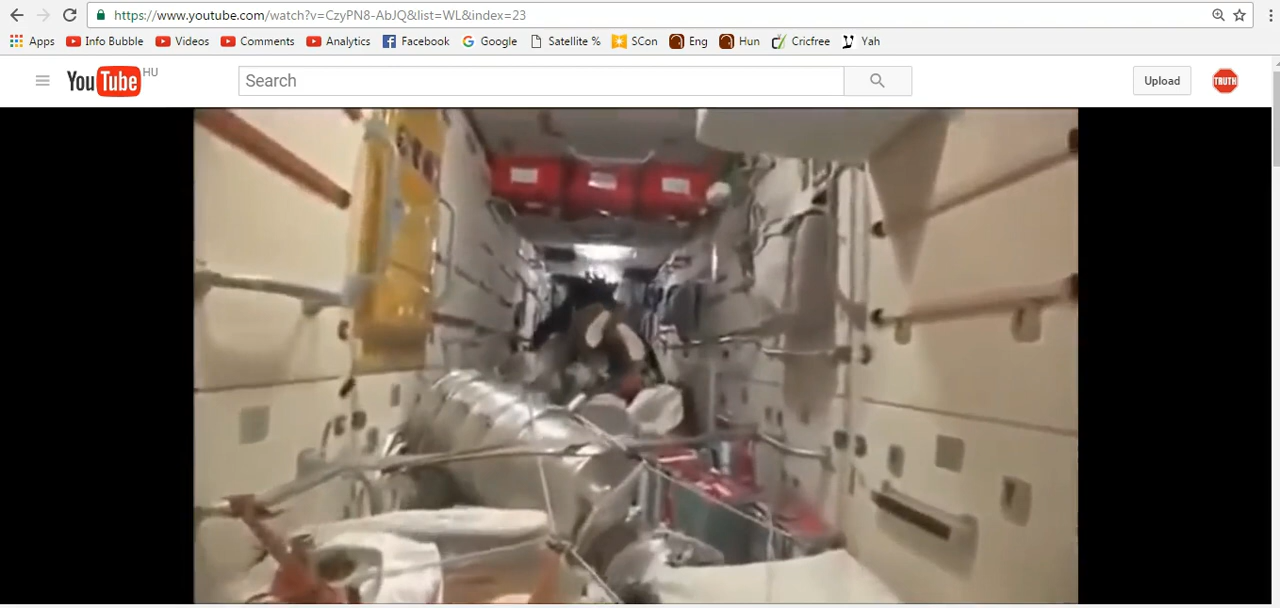 https://www.youtube.com/watch?v=CzyPN8-AbJQ&list=WL&index=23
Apps Info Bubble Videos Comments Analytics Facebook Google Satellite % SCon Eng Hun Cricfree Yah
YouTube HU Search Upload TRUTH